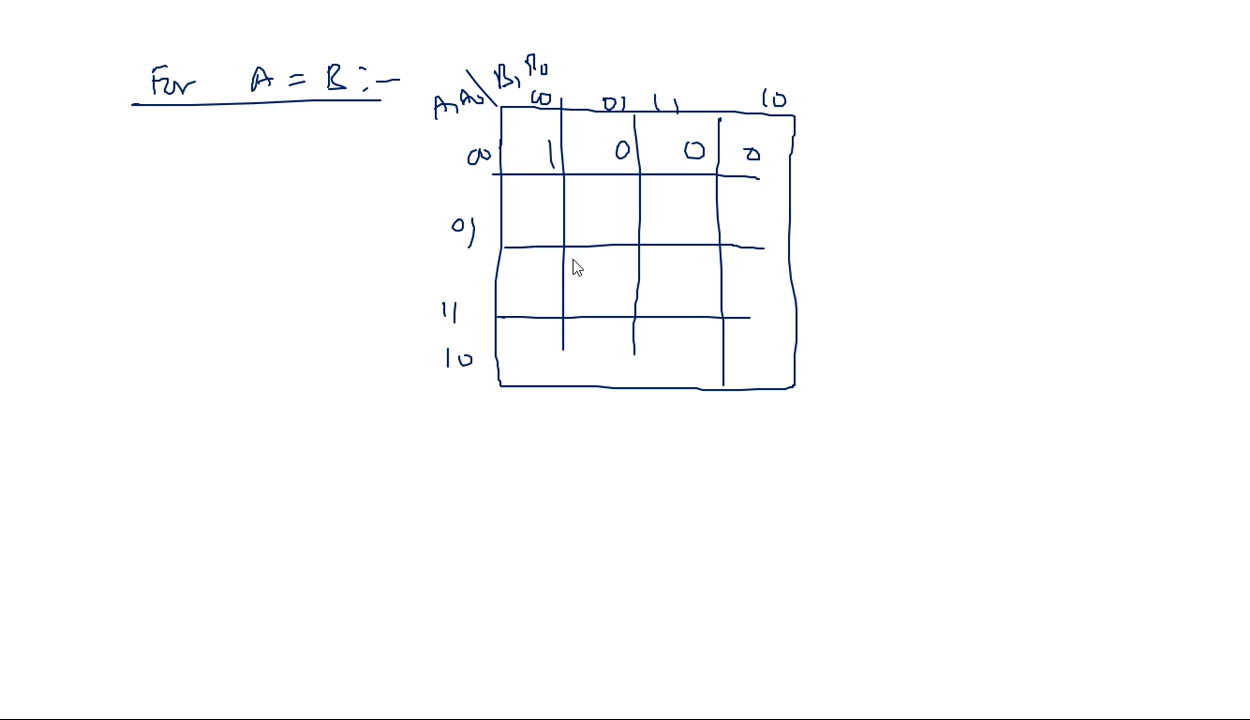 For A = B :-
A₁A₀ \ B₁B₀
00 01 11 10
00 1 0 0 0
01
11
10